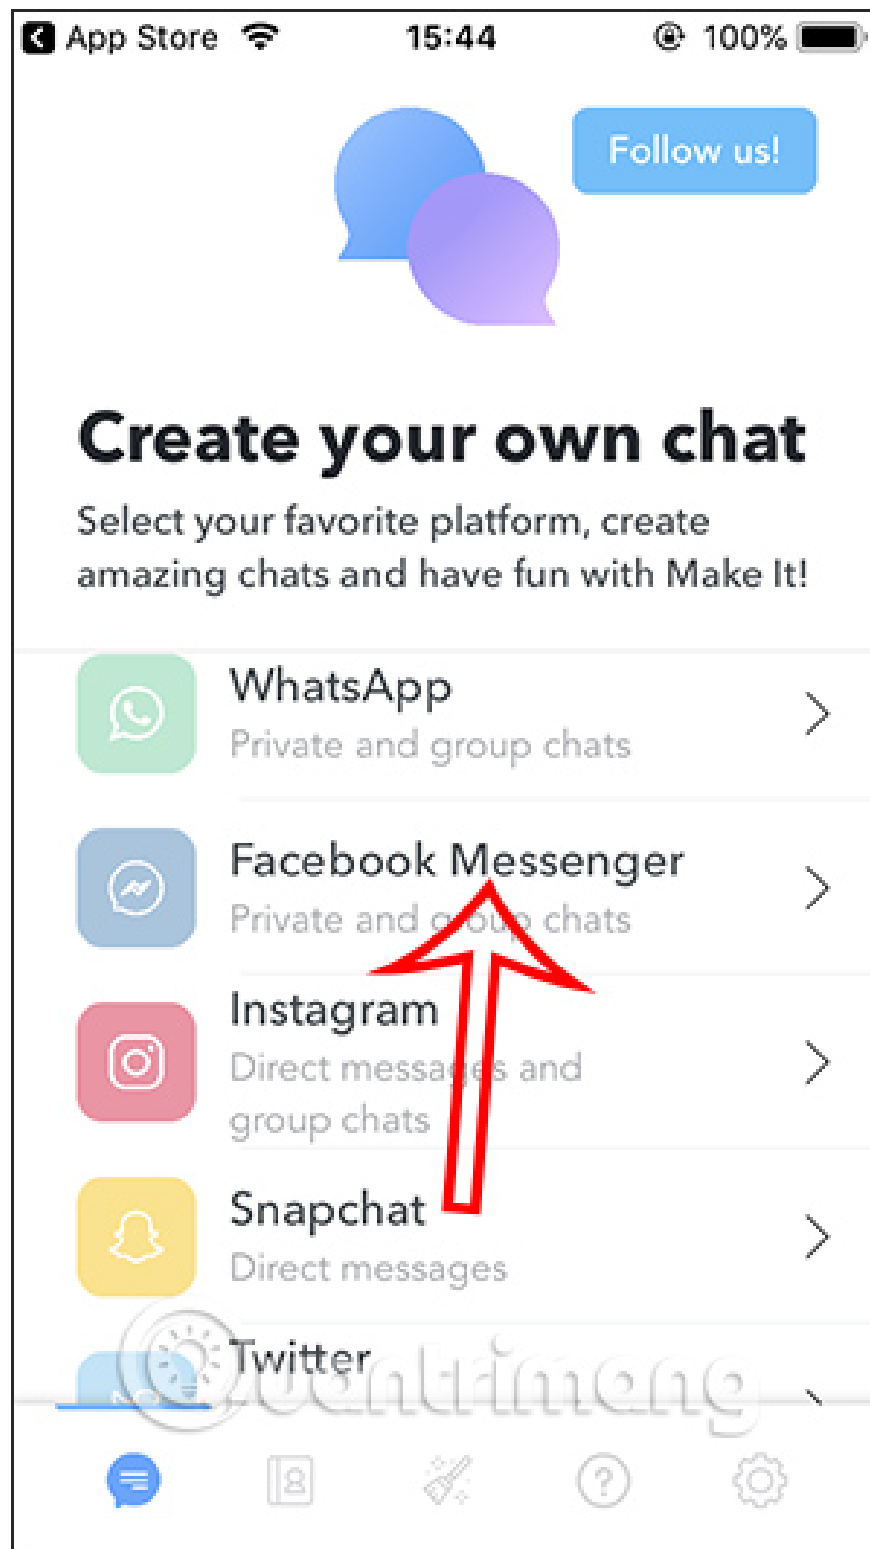 App Store 15:44 100%
Follow us!
Create your own chat
Select your favorite platform, create
amazing chats and have fun with Make It!
WhatsApp
Private and group chats
Facebook Messenger
Private and group chats
Instagram
Direct messages and
group chats
Snapchat
Direct messages
Twitter
Quantrimang